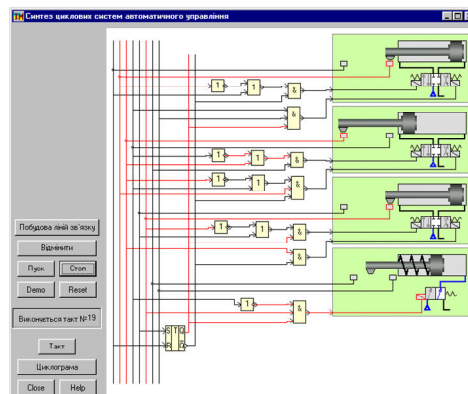 Синтез циклових систем автоматичного управління
1
1
&
&
1
1
&
1
1
&
1
1
&
&
1
&
S T Q
R Q
Побудова ліній зв'язку
Відмінити
Пуск Стоп
Demo Reset
Виконується такт №19
Такт
Циклограма
Close Help